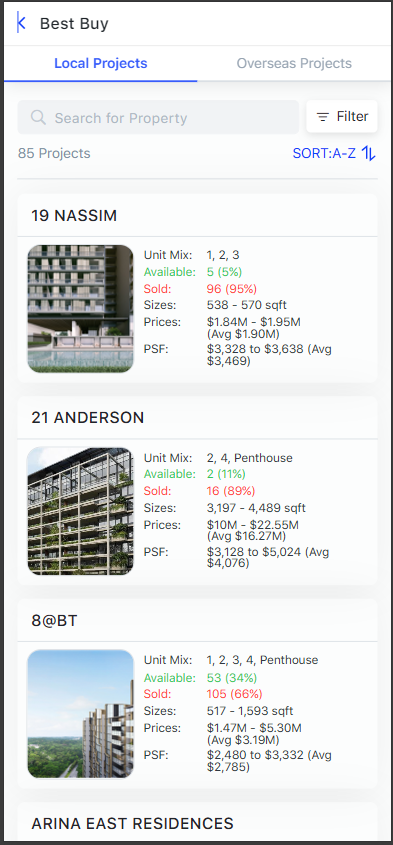 Best Buy
Local Projects
Overseas Projects
Search for Property
Filter
85 Projects
SORT:A-Z
19 NASSIM
Unit Mix: 1, 2, 3
Available: 5 (5%)
Sold: 96 (95%)
Sizes: 538 - 570 sqft
Prices: $1.84M - $1.95M
(Avg $1.90M)
PSF: $3,328 to $3,638 (Avg
$3,469)
21 ANDERSON
Unit Mix: 2, 4, Penthouse
Available: 2 (11%)
Sold: 16 (89%)
Sizes: 3,197 - 4,489 sqft
Prices: $10M - $22.55M
(Avg $16.27M)
PSF: $3,128 to $5,024 (Avg
$4,076)
8@BT
Unit Mix: 1, 2, 3, 4, Penthouse
Available: 53 (34%)
Sold: 105 (66%)
Sizes: 517 - 1,593 sqft
Prices: $1.47M - $5.30M
(Avg $3.19M)
PSF: $2,480 to $3,332 (Avg
$2,785)
ARINA EAST RESIDENCES